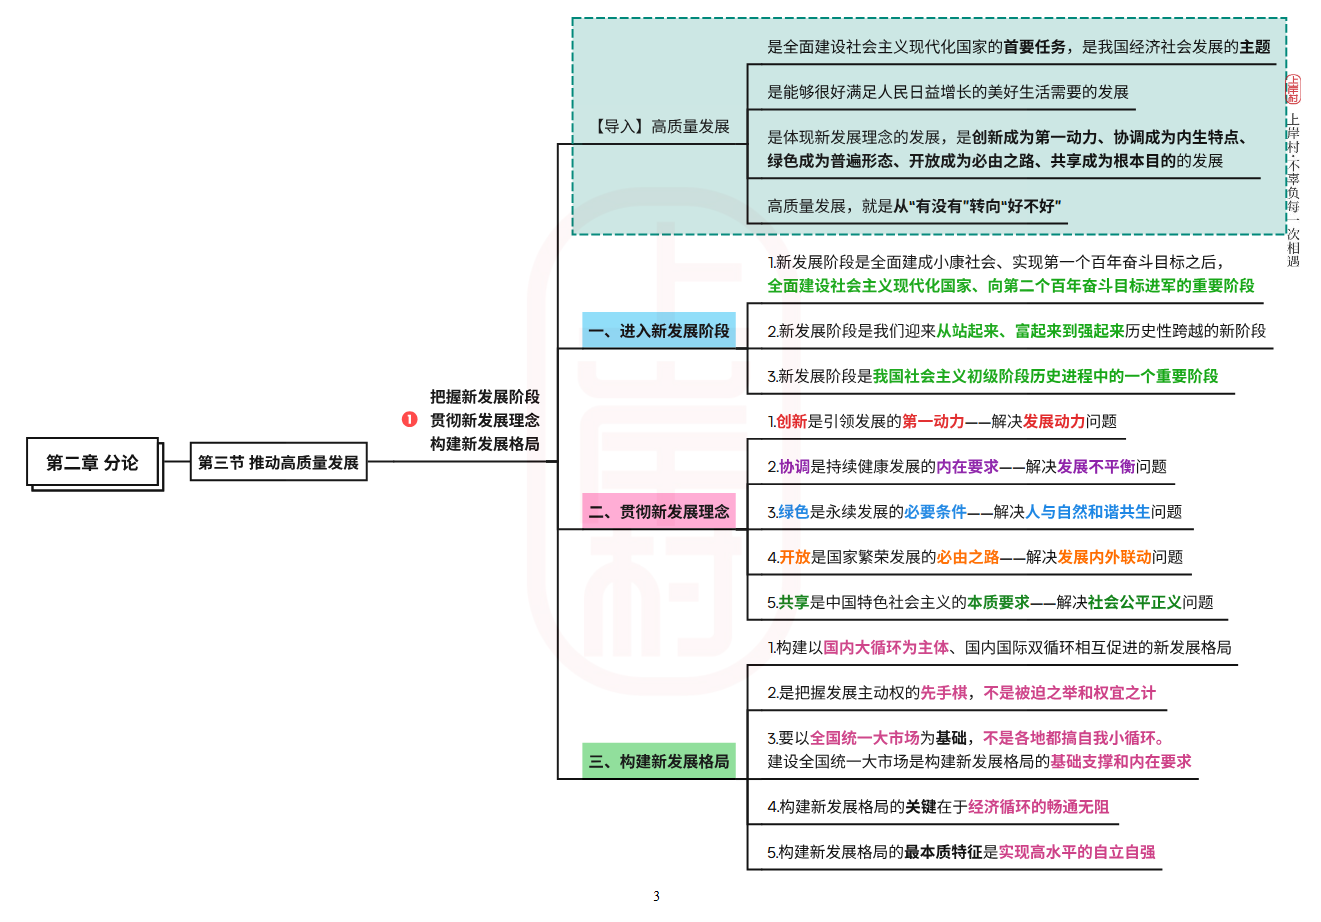 第二章 分论
第三节 推动高质量发展
1
把握新发展阶段
贯彻新发展理念
构建新发展格局
【导入】高质量发展
是全面建设社会主义现代化国家的首要任务，是我国经济社会发展的主题
是能够很好满足人民日益增长的美好生活需要的发展
是体现新发展理念的发展，是创新成为第一动力、协调成为内生特点、
绿色成为普遍形态、开放成为必由之路、共享成为根本目的的发展
高质量发展，就是从“有没有”转向“好不好”
一、进入新发展阶段
1.新发展阶段是全面建成小康社会、实现第一个百年奋斗目标之后，
全面建设社会主义现代化国家、向第二个百年奋斗目标进军的重要阶段
2.新发展阶段是我们迎来从站起来、富起来到强起来历史性跨越的新阶段
3.新发展阶段是我国社会主义初级阶段历史进程中的一个重要阶段
二、贯彻新发展理念
1.创新是引领发展的第一动力——解决发展动力问题
2.协调是持续健康发展的内在要求——解决发展不平衡问题
3.绿色是永续发展的必要条件——解决人与自然和谐共生问题
4.开放是国家繁荣发展的必由之路——解决发展内外联动问题
5.共享是中国特色社会主义的本质要求——解决社会公平正义问题
三、构建新发展格局
1.构建以国内大循环为主体、国内国际双循环相互促进的新发展格局
2.是把握发展主动权的先手棋，不是被迫之举和权宜之计
3.要以全国统一大市场为基础，不是各地都搞自我小循环。
建设全国统一大市场是构建新发展格局的基础支撑和内在要求
4.构建新发展格局的关键在于经济循环的畅通无阻
5.构建新发展格局的最本质特征是实现高水平的自立自强
上岸村
上岸村·不辜负每一次相遇
上岸村
3